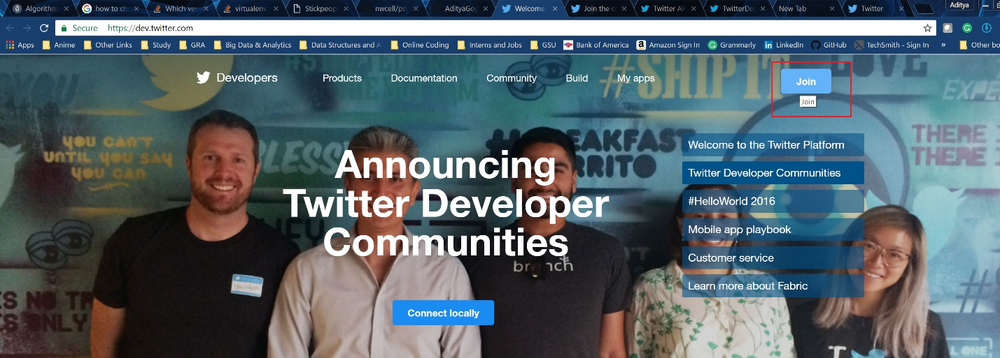 Algorithm
how to ch
Which ver
virtualenv
Stickpeopl
nwcell/psy
AdityaGog
Welcome
Join the c
Twitter AP
TwitterDe
New Tab
Twitter
Aditya
Secure https://dev.twitter.com
Apps Anime Other Links Study GRA Big Data & Analytics Data Structures and A Online Coding Interns and Jobs GSU Bank of America Amazon Sign In Grammarly LinkedIn GitHub TechSmith - Sign In » Other bo
Developers Products Documentation Community Build My apps Join
Join
#SHIP IT
LOVE
YOU CAN'T
UNTIL YOU SAY
YOU CAN
BREAKFAST
THERE
THERE
Announcing
Twitter Developer
Communities
Connect locally
Welcome to the Twitter Platform
Twitter Developer Communities
#HelloWorld 2016
Mobile app playbook
Customer service
Learn more about Fabric
branch